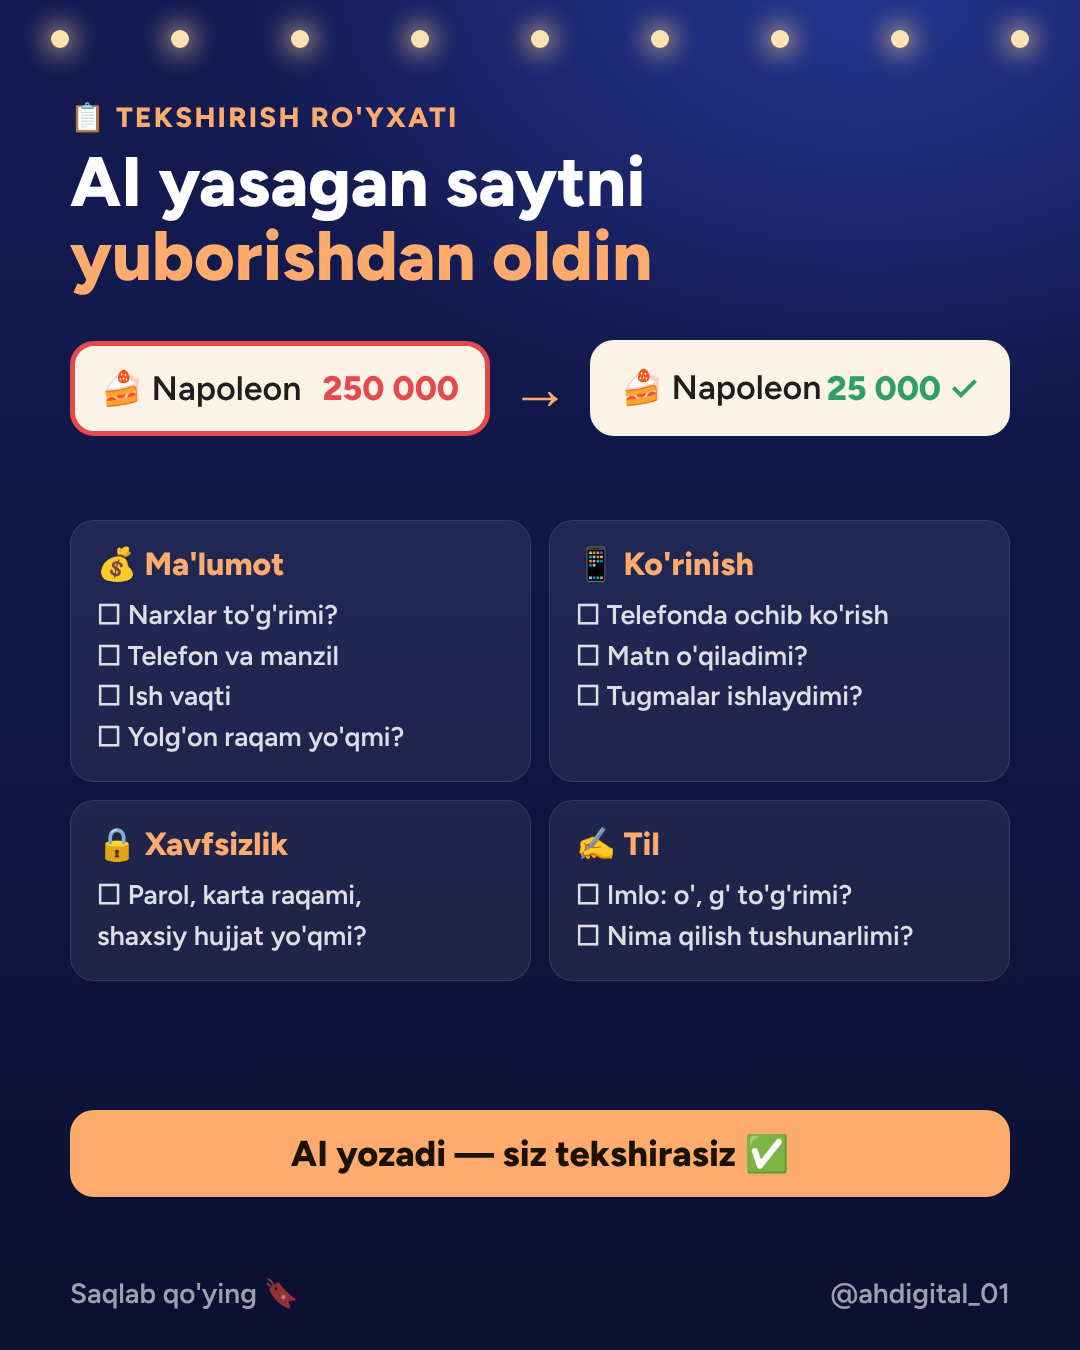 📋 TEKSHIRISH RO'YXATI
AI yasagan saytni
yuborishdan oldin
🍰 Napoleon 250 000 → 🍰 Napoleon 25 000 ✓
💰 Ma'lumot
☐ Narxlar to'g'rimi?
☐ Telefon va manzil
☐ Ish vaqti
☐ Yolg'on raqam yo'qmi?
📱 Ko'rinish
☐ Telefonda ochib ko'rish
☐ Matn o'qiladimi?
☐ Tugmalar ishlaydimi?
🔒 Xavfsizlik
☐ Parol, karta raqami,
shaxsiy hujjat yo'qmi?
✍️ Til
☐ Imlo: o', g' to'g'rimi?
☐ Nima qilish tushunarlimi?
AI yozadi — siz tekshirasiz ✅
Saqlab qo'ying 🔖
@ahdigital_01